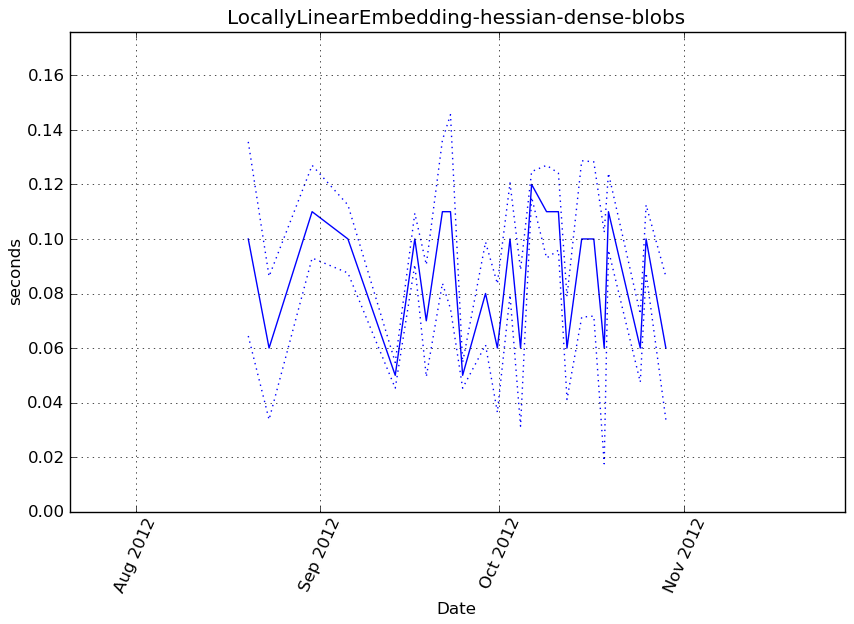 LocallyLinearEmbedding-hessian-dense-blobs
0.16
0.14
0.12
0.10
0.08
0.06
0.04
0.02
0.00
seconds
Aug 2012
Sep 2012
Oct 2012
Nov 2012
Date